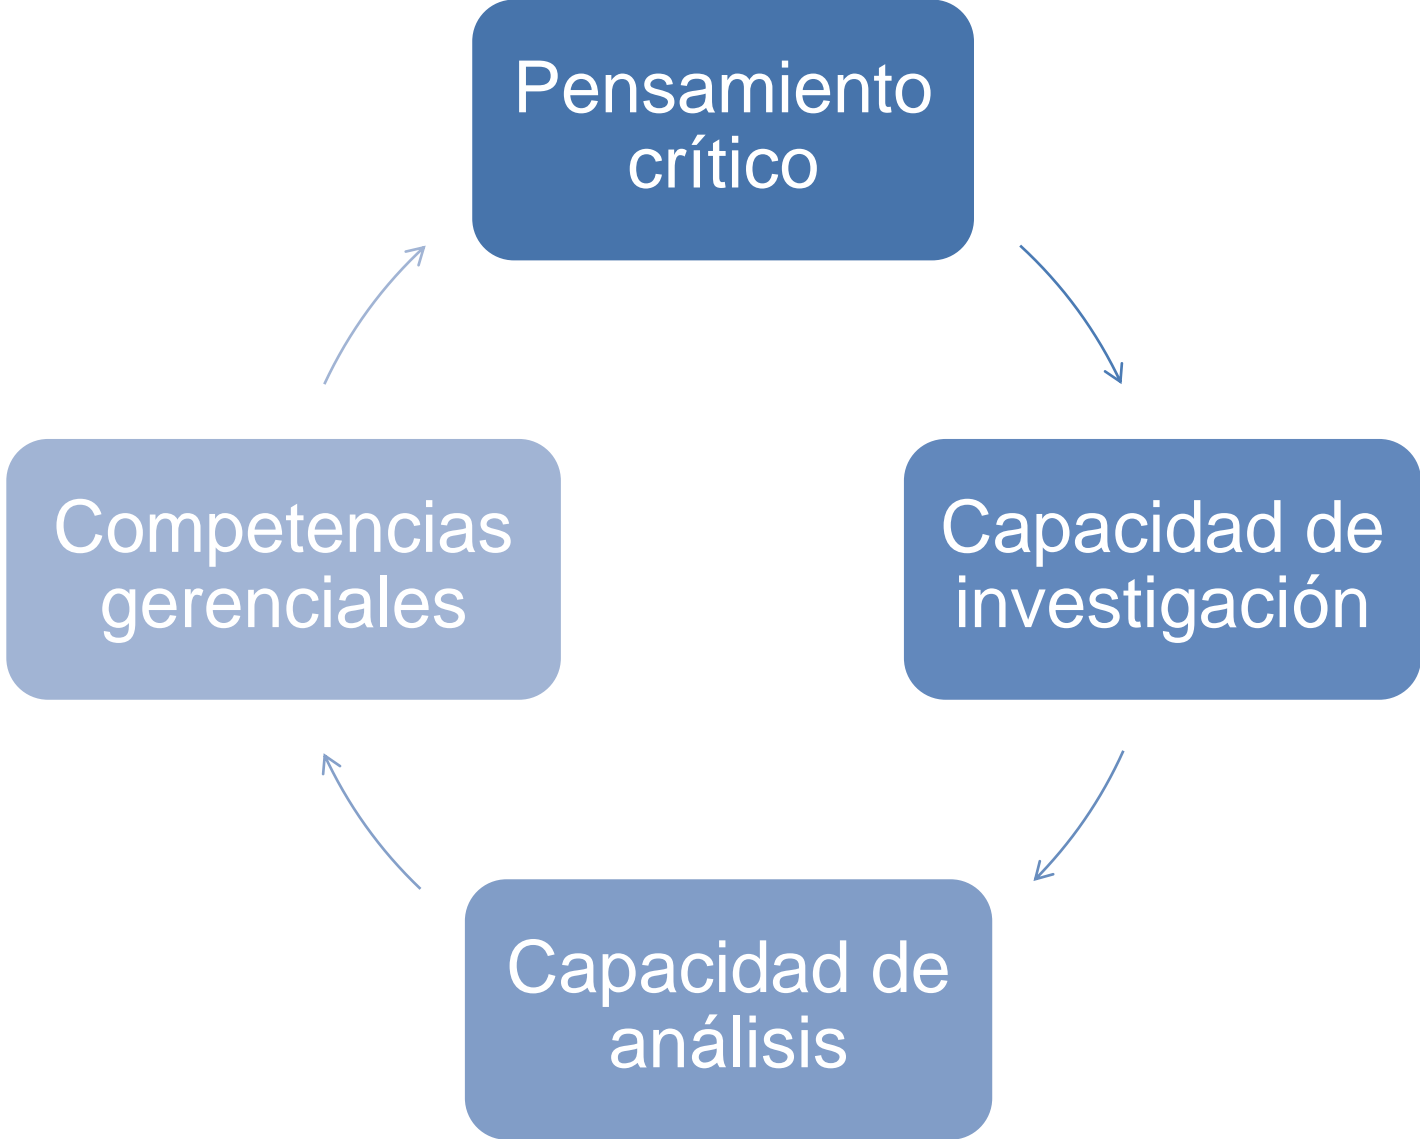 Pensamiento
crítico
Capacidad de
investigación
Capacidad de
análisis
Competencias
gerenciales